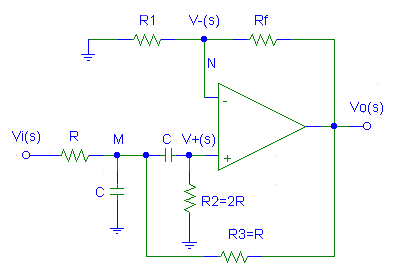 R1
V-(s)
Rf
N
-
Vo(s)
Vi(s)
R
M
C
V+(s)
+
C
R2=2R
R3=R